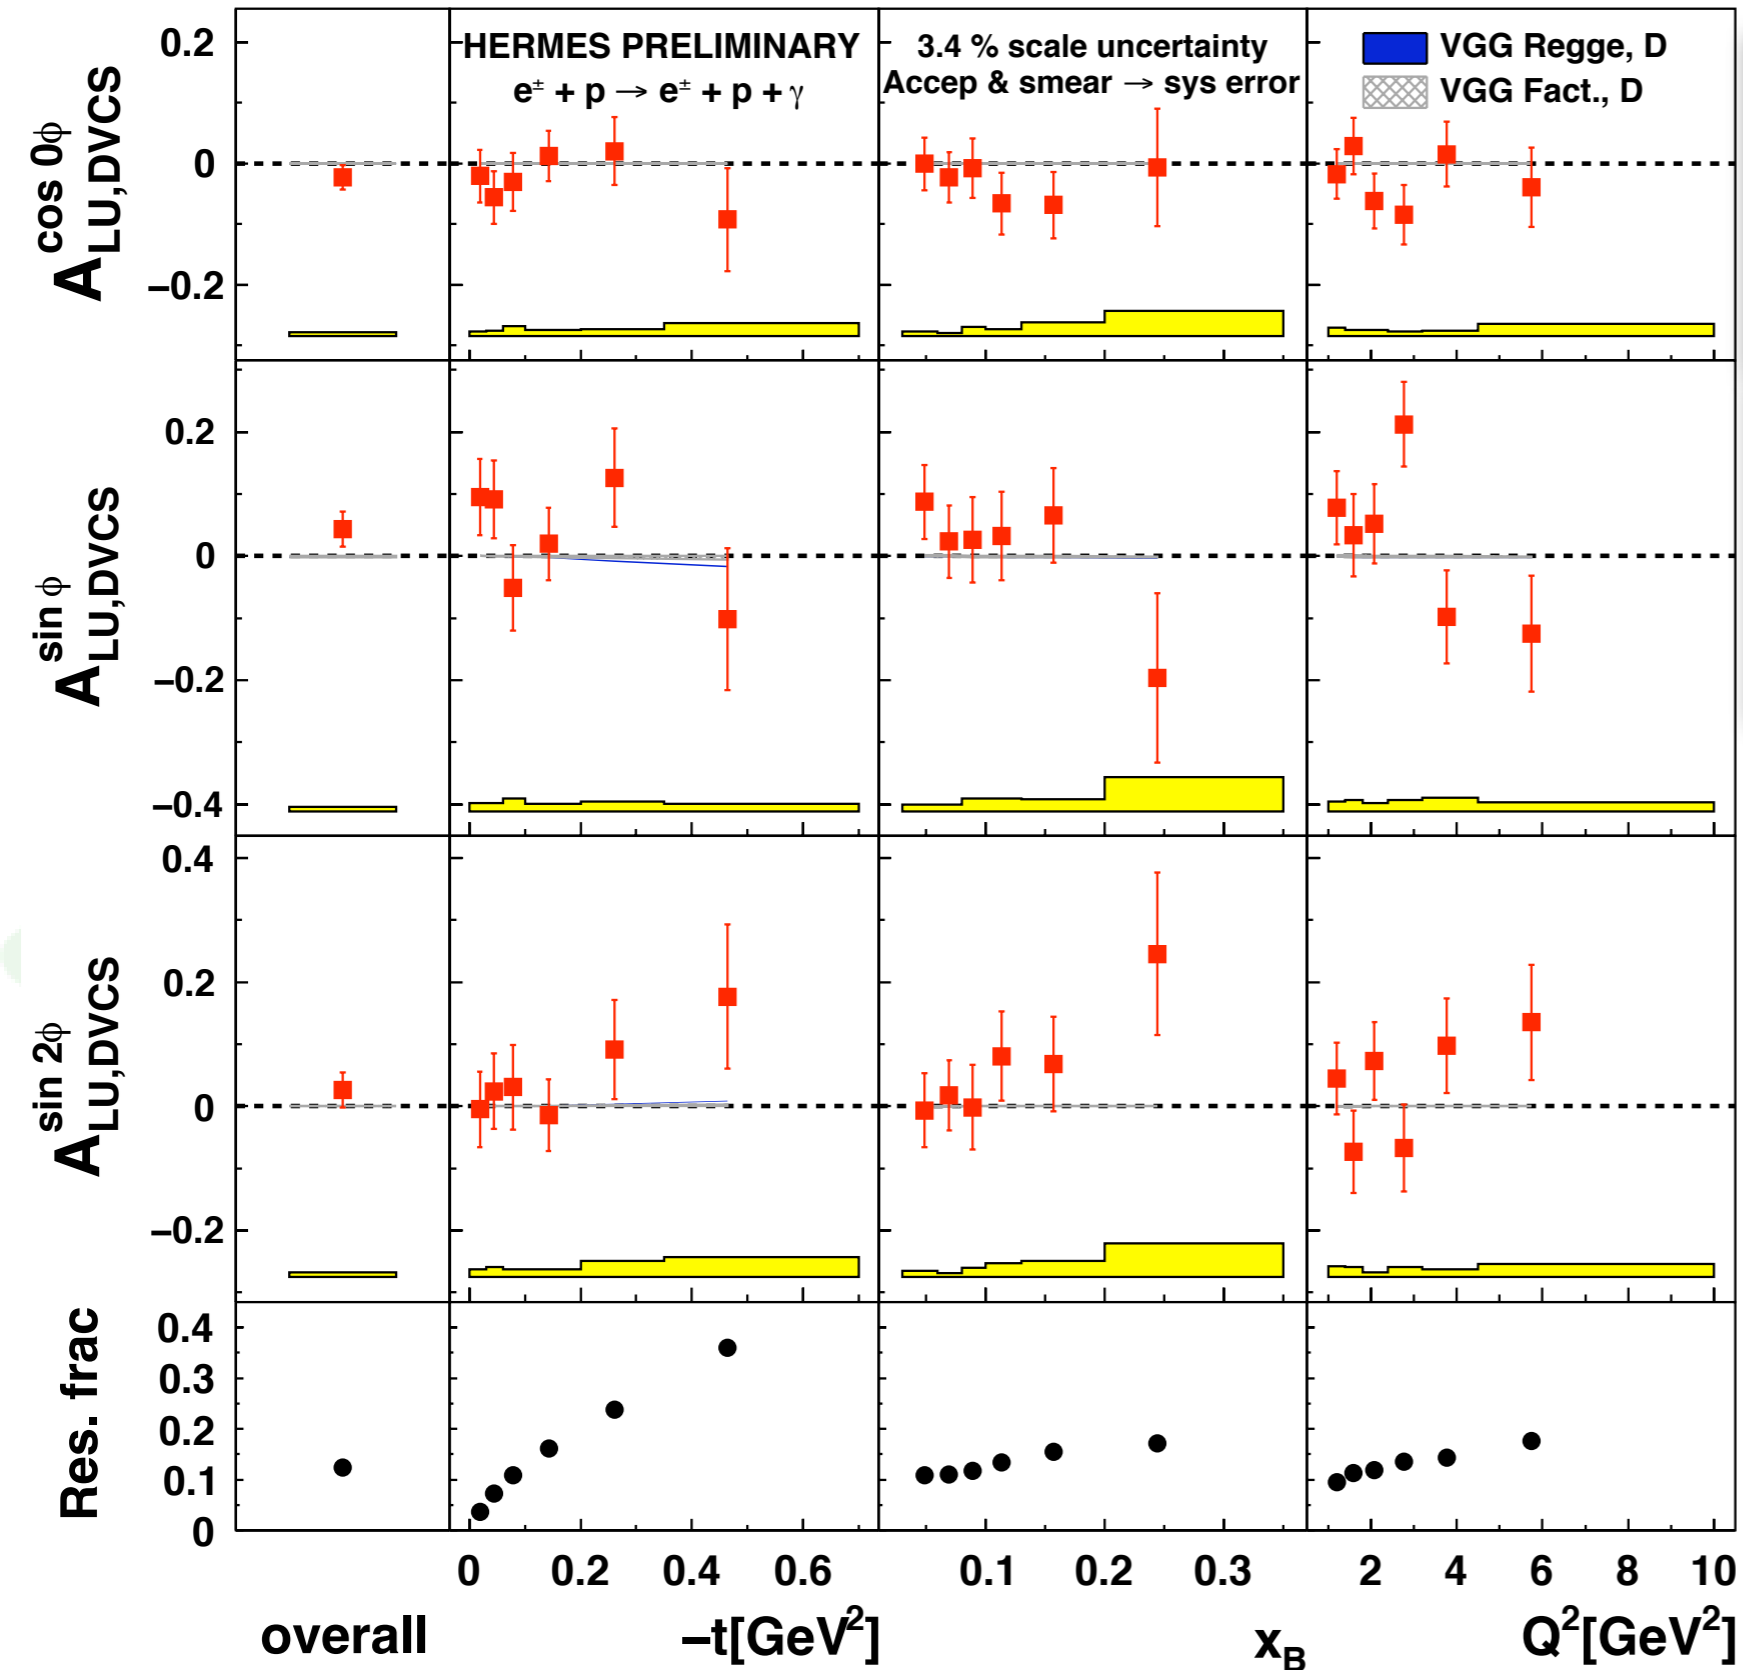 HERMES PRELIMINARY
e± + p → e± + p + γ
3.4 % scale uncertainty
Accep & smear → sys error
VGG Regge, D
VGG Fact., D
A cos 0ϕ LU,DVCS
0.2
0
−0.2
A sin ϕ LU,DVCS
0.2
0
−0.2
−0.4
A sin 2ϕ LU,DVCS
0.4
0.2
0
−0.2
Res. frac
0.4
0.3
0.2
0.1
0
0 0.2 0.4 0.6
0.1 0.2 0.3
2 4 6 8 10
overall
−t[GeV²]
x_B
Q²[GeV²]